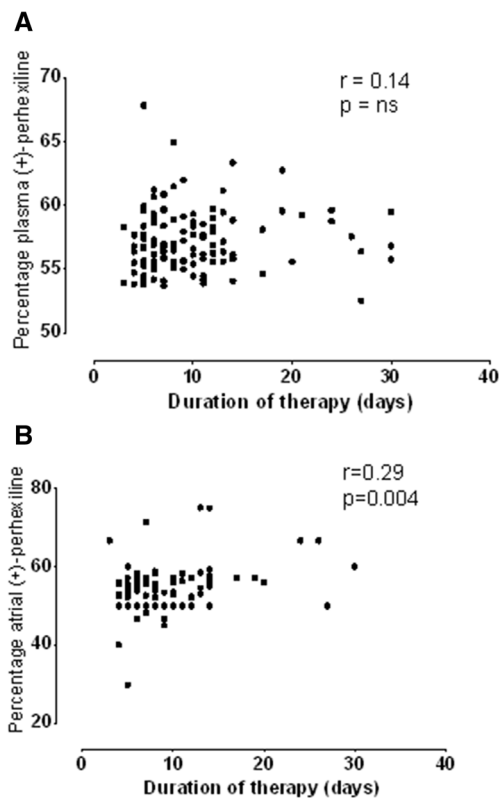 A
r = 0.14
p = ns
Percentage plasma (+)-perhexiline
70
65
60
55
50
0 10 20 30 40
Duration of therapy (days)
B
r=0.29
p=0.004
Percentage atrial (+)-perhexiline
80
60
40
20
0 10 20 30 40
Duration of therapy (days)